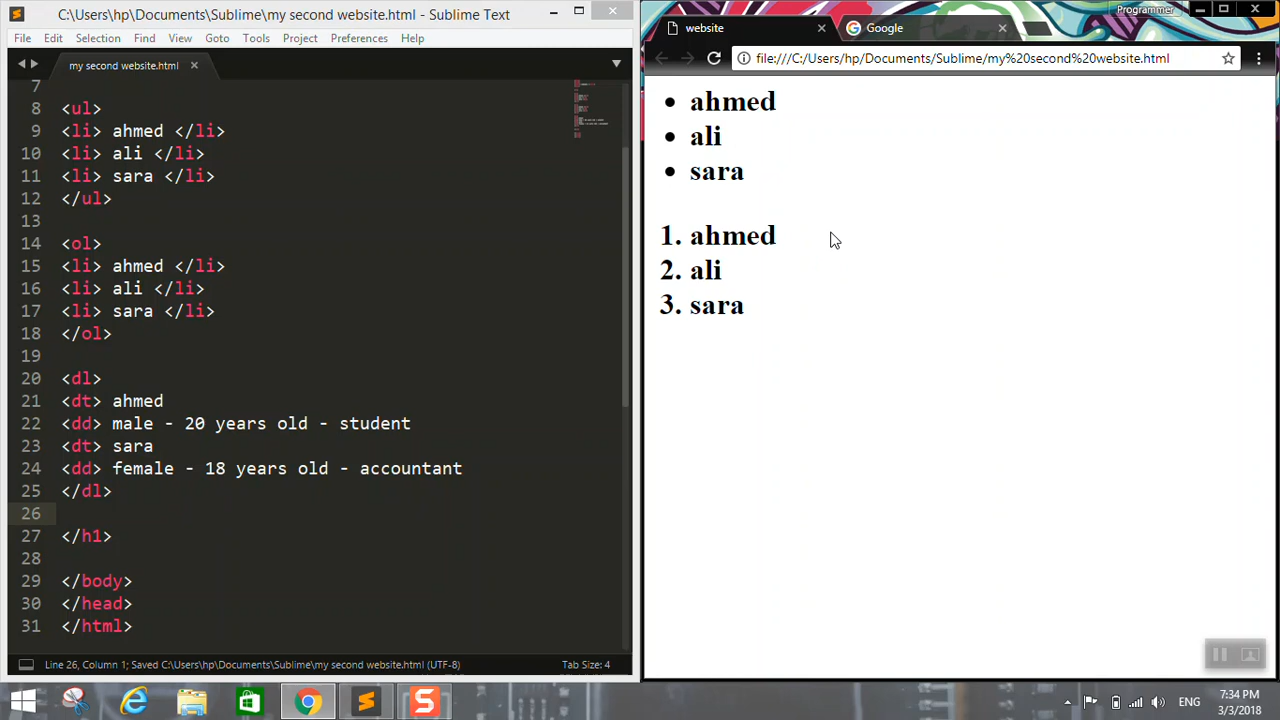 C:\Users\hp\Documents\Sublime\my second website.html - Sublime Text
File Edit Selection Find View Goto Tools Project Preferences Help
my second website.html
7
8 <ul>
9 <li> ahmed </li>
10 <li> ali </li>
11 <li> sara </li>
12 </ul>
13
14 <ol>
15 <li> ahmed </li>
16 <li> ali </li>
17 <li> sara </li>
18 </ol>
19
20 <dl>
21 <dt> ahmed
22 <dd> male - 20 years old - student
23 <dt> sara
24 <dd> female - 18 years old - accountant
25 </dl>
26
27 </h1>
28
29 </body>
30 </head>
31 </html>
Line 26, Column 1; Saved C:\Users\hp\Documents\Sublime\my second website.html (UTF-8) Tab Size: 4
Programmer
website Google
file:///C:/Users/hp/Documents/Sublime/my%20second%20website.html
• ahmed
• ali
• sara
1. ahmed
2. ali
3. sara
ENG
7:34 PM
3/3/2018